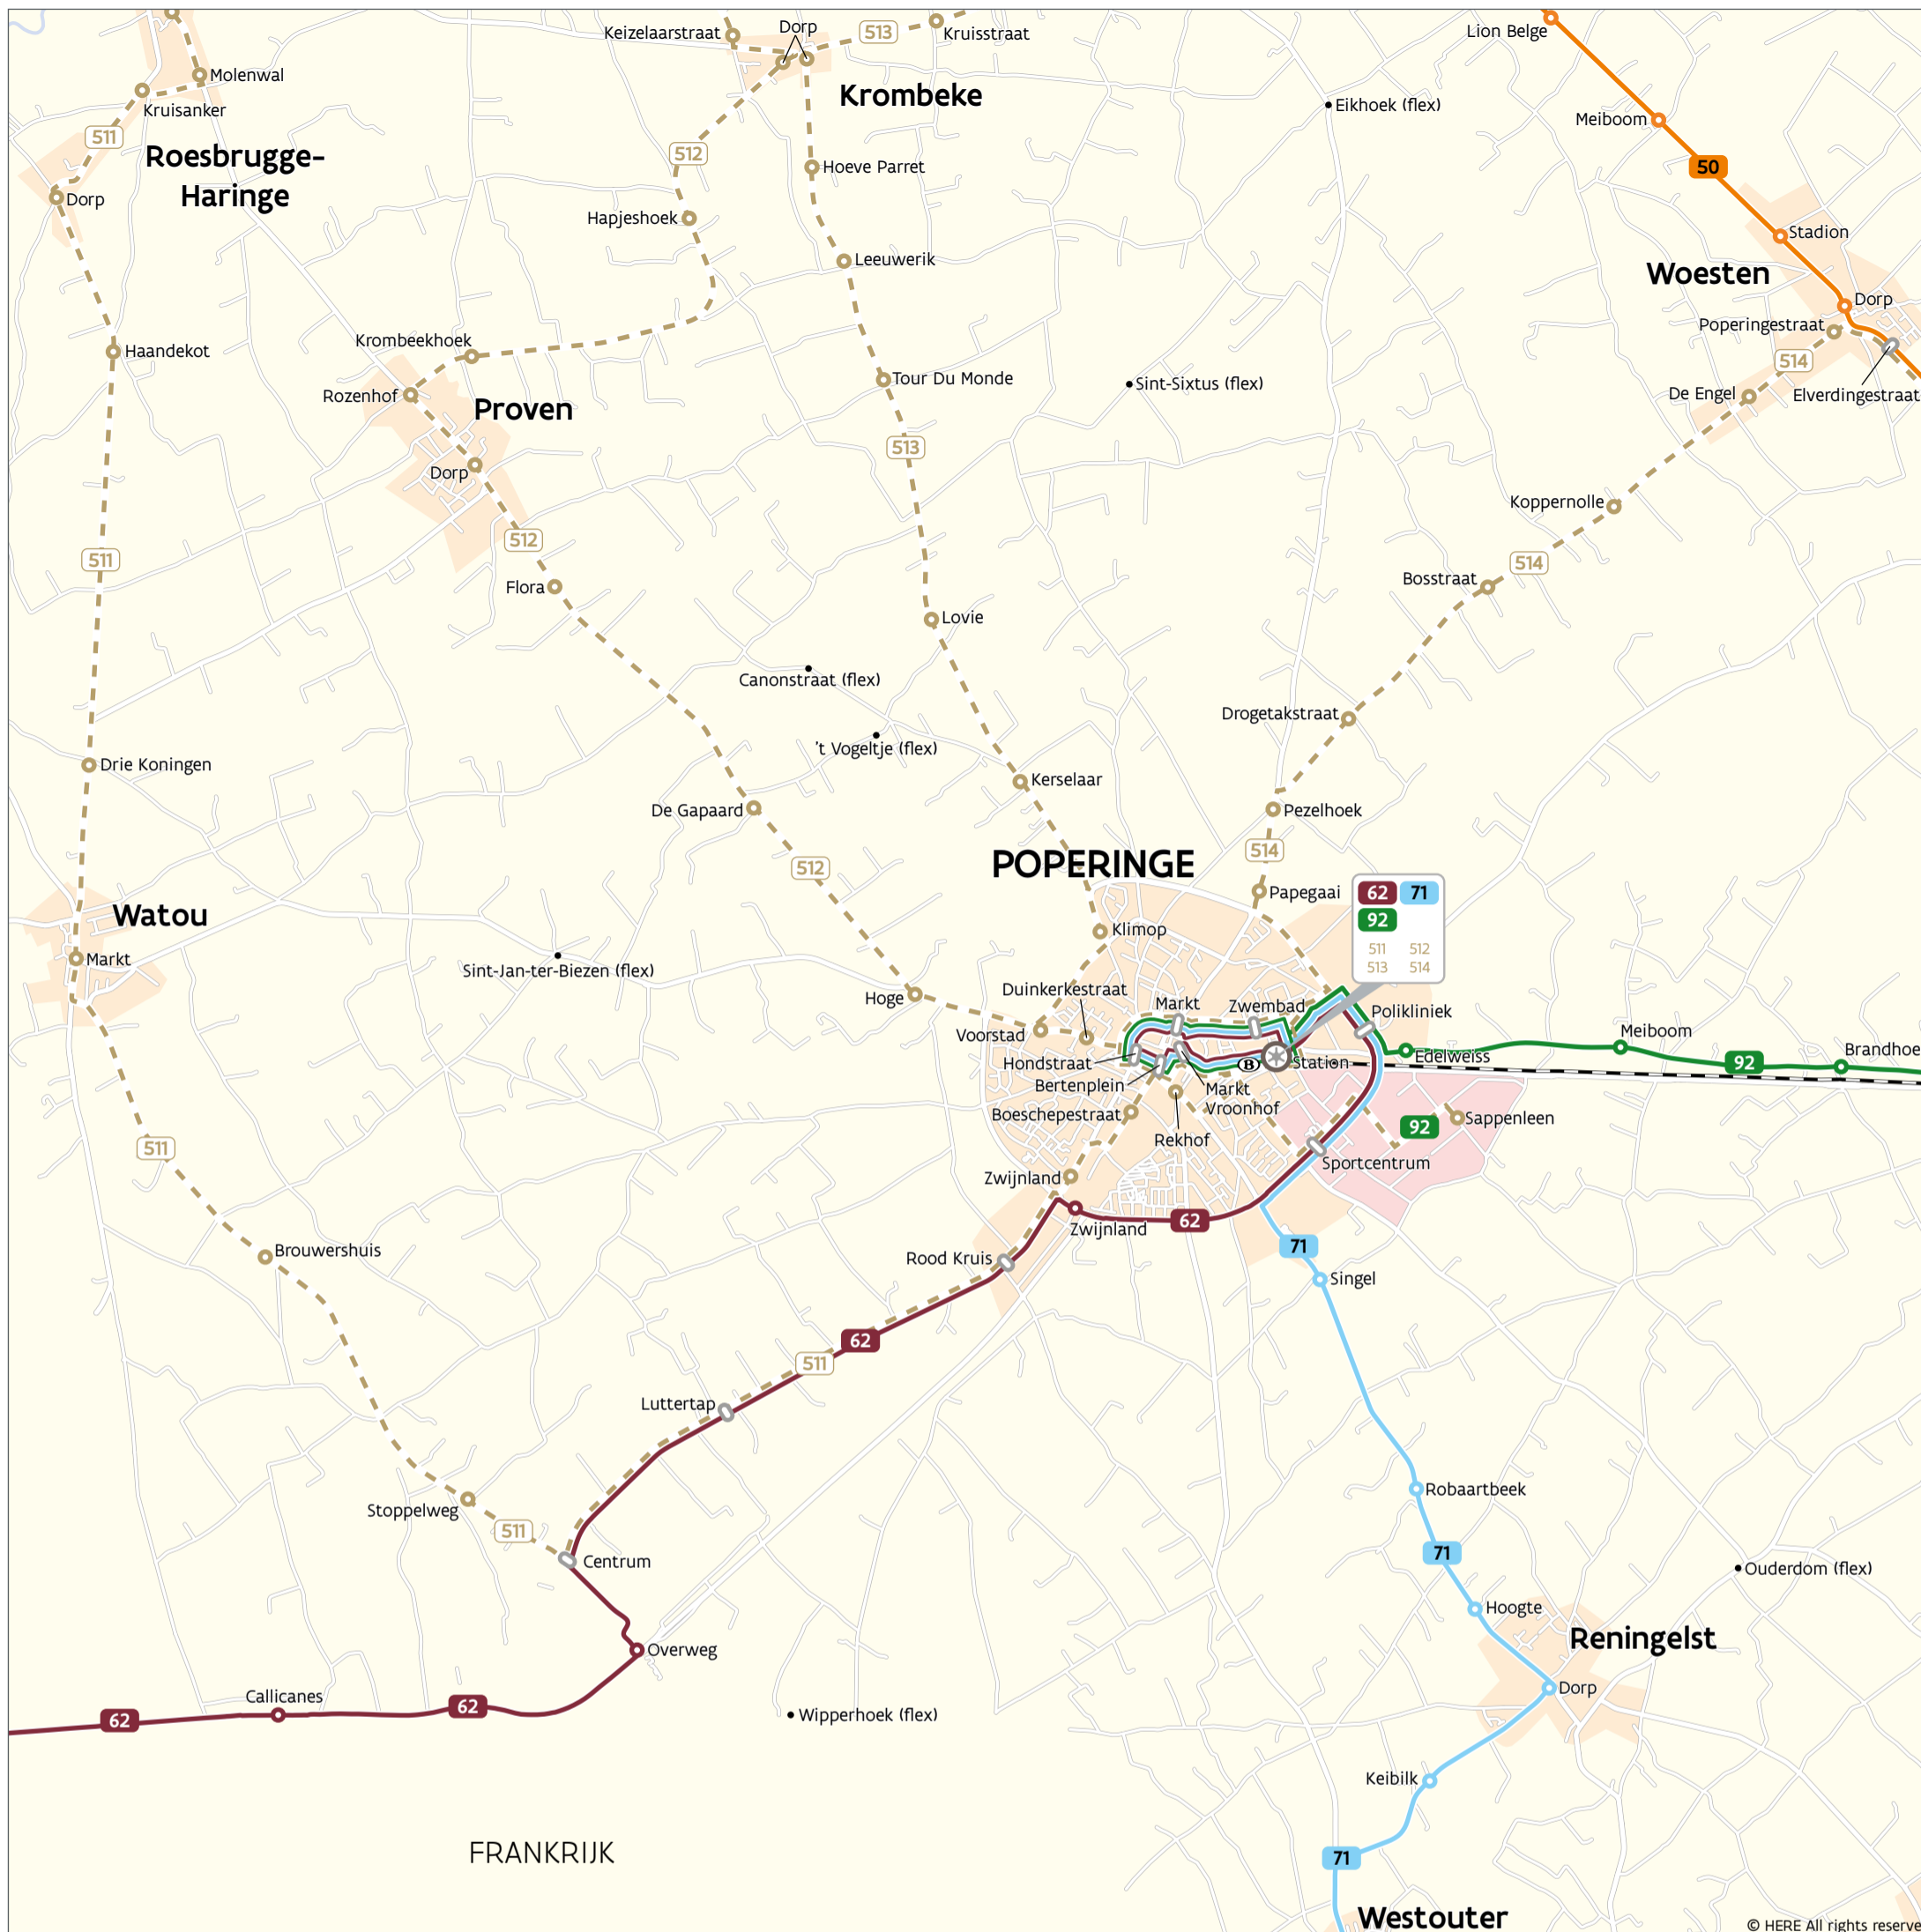 Lion Belge
Keizelaarstraat
Dorp
513
Kruisstraat
Molenwal
Kruisanker
Krombeke
Eikhoek (flex)
Meiboom
511
512
Roesbrugge-
Haringe
Hoeve Parret
50
Dorp
Hapjeshoek
Stadion
Leeuwerik
Woesten
Dorp
Poperingestraat
Haandekot
Krombeekhoek
514
Tour Du Monde
Sint-Sixtus (flex)
Rozenhof
De Engel
Elverdingestraat
Proven
513
Dorp
Koppernolle
512
511
514
Flora
Bosstraat
Lovie
Canonstraat (flex)
Drogetakstraat
't Vogeltje (flex)
Drie Koningen
Kerselaar
De Gapaard
Pezelhoek
514
POPERINGE
512
Papegaai
62
71
92
Watou
Klimop
511
512
513
514
Markt
Sint-Jan-ter-Biezen (flex)
Hoge
Duinkerkestraat
Markt
Zwembad
Polikliniek
Voorstad
Meiboom
Hondstraat
B
Station
Edelweiss
92
Brandhoe
Bertenplein
Markt
Vroonhof
Boeschepestraat
92
Sappenleen
Rekhof
511
Sportcentrum
Zwijnland
62
Zwijnland
71
Brouwershuis
Rood Kruis
Singel
62
511
Luttertap
Robaartbeek
Stoppelweg
511
Centrum
71
Ouderdom (flex)
Hoogte
Reningelst
Overweg
Dorp
Callicanes
62
62
Wipperhoek (flex)
Keibilk
FRANKRIJK
71
Westouter
© HERE All rights reserve